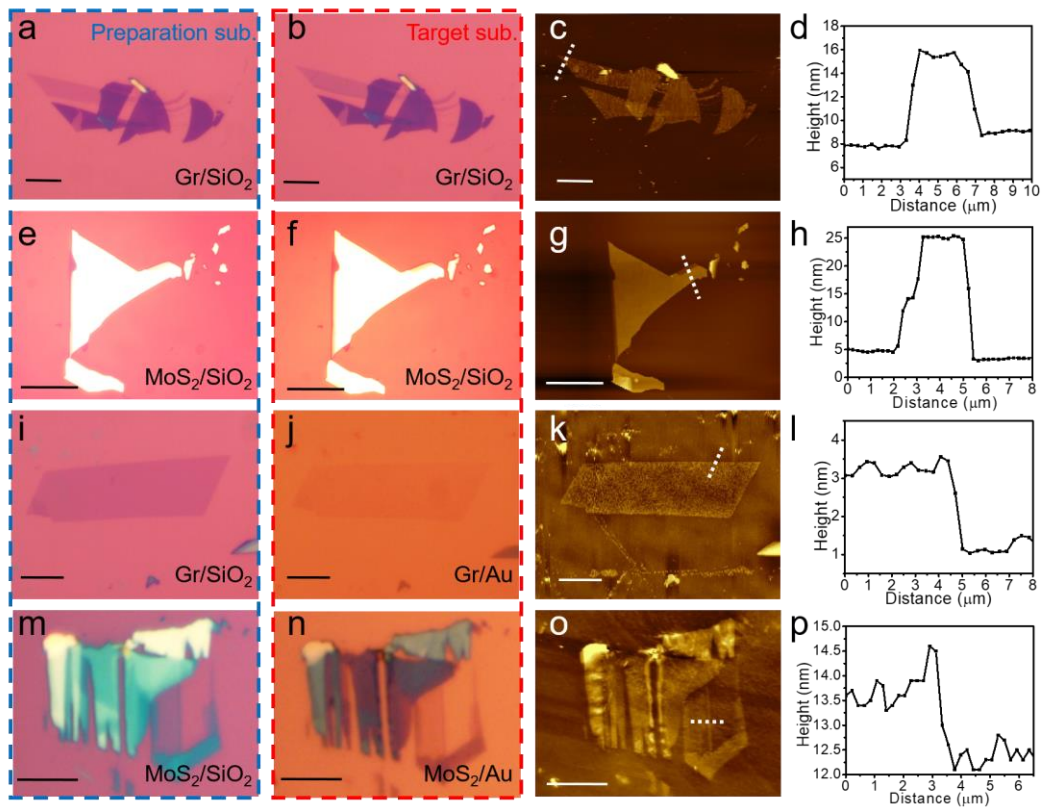 a Preparation sub.
Gr/SiO2
b Target sub.
Gr/SiO2
c
d
Height (nm)
16
14
12
10
8
6
0 1 2 3 4 5 6 7 8 9 10
Distance (μm)
e
MoS2/SiO2
f
MoS2/SiO2
g
h
Height (nm)
25
20
15
10
5
0
0 1 2 3 4 5 6 7 8
Distance (μm)
i
Gr/SiO2
j
Gr/Au
k
l
Height (nm)
4
3
2
1
0 1 2 3 4 5 6 7 8
Distance (μm)
m
MoS2/SiO2
n
MoS2/Au
o
p
Height (nm)
15.0
14.5
14.0
13.5
13.0
12.5
12.0
0 1 2 3 4 5 6
Distance (μm)